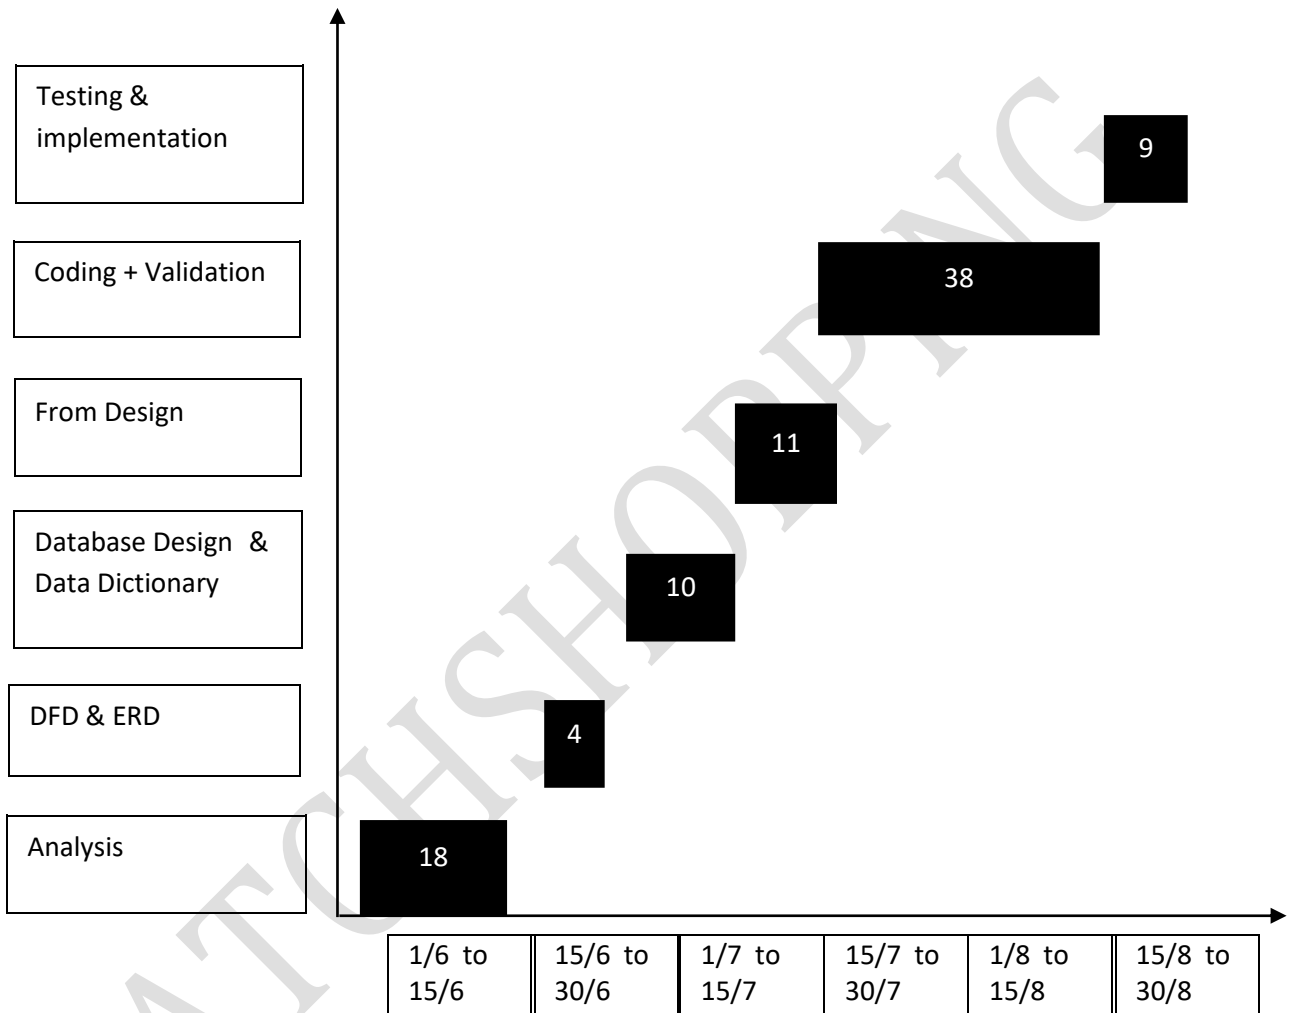 Testing &
implementation
9
Coding + Validation
38
From Design
11
Database Design &
Data Dictionary
10
DFD & ERD
4
Analysis
18
1/6 to
15/6
15/6 to
30/6
1/7 to
15/7
15/7 to
30/7
1/8 to
15/8
15/8 to
30/8
ATCHSHOPPNG